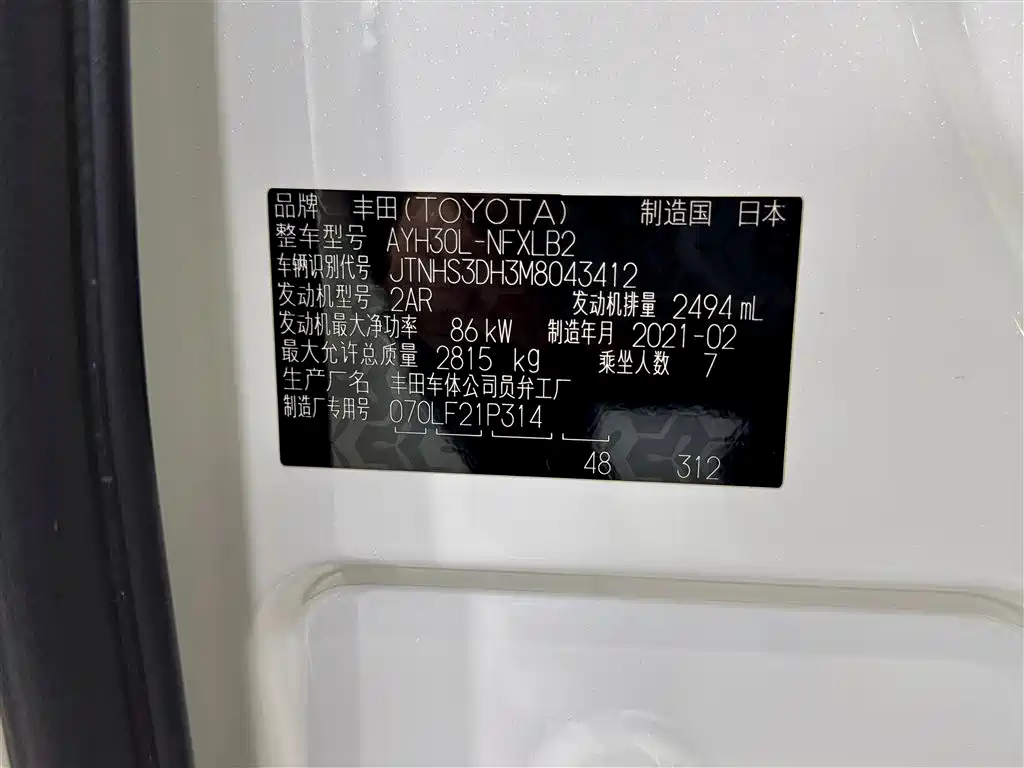 品牌 丰田(TOYOTA) 制造国 日本
整车型号 AYH30L-NFXLB2
车辆识别代号 JTNHS3DH3M8043412
发动机型号 2AR 发动机排量 2494 mL
发动机最大净功率 86 kW 制造年月 2021-02
最大允许总质量 2815 kg 乘坐人数 7
生产厂名 丰田车体公司员弁工厂
制造厂专用号 070LF21P314
48 312